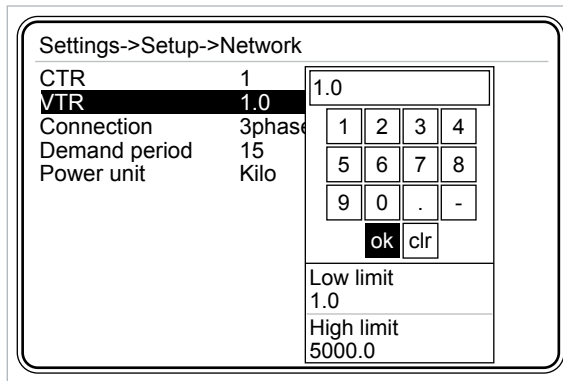 Settings->Setup->Network
CTR 1
VTR 1.0
Connection 3phase
Demand period 15
Power unit Kilo
1.0
1 2 3 4
5 6 7 8
9 0 . -
ok clr
Low limit
1.0
High limit
5000.0